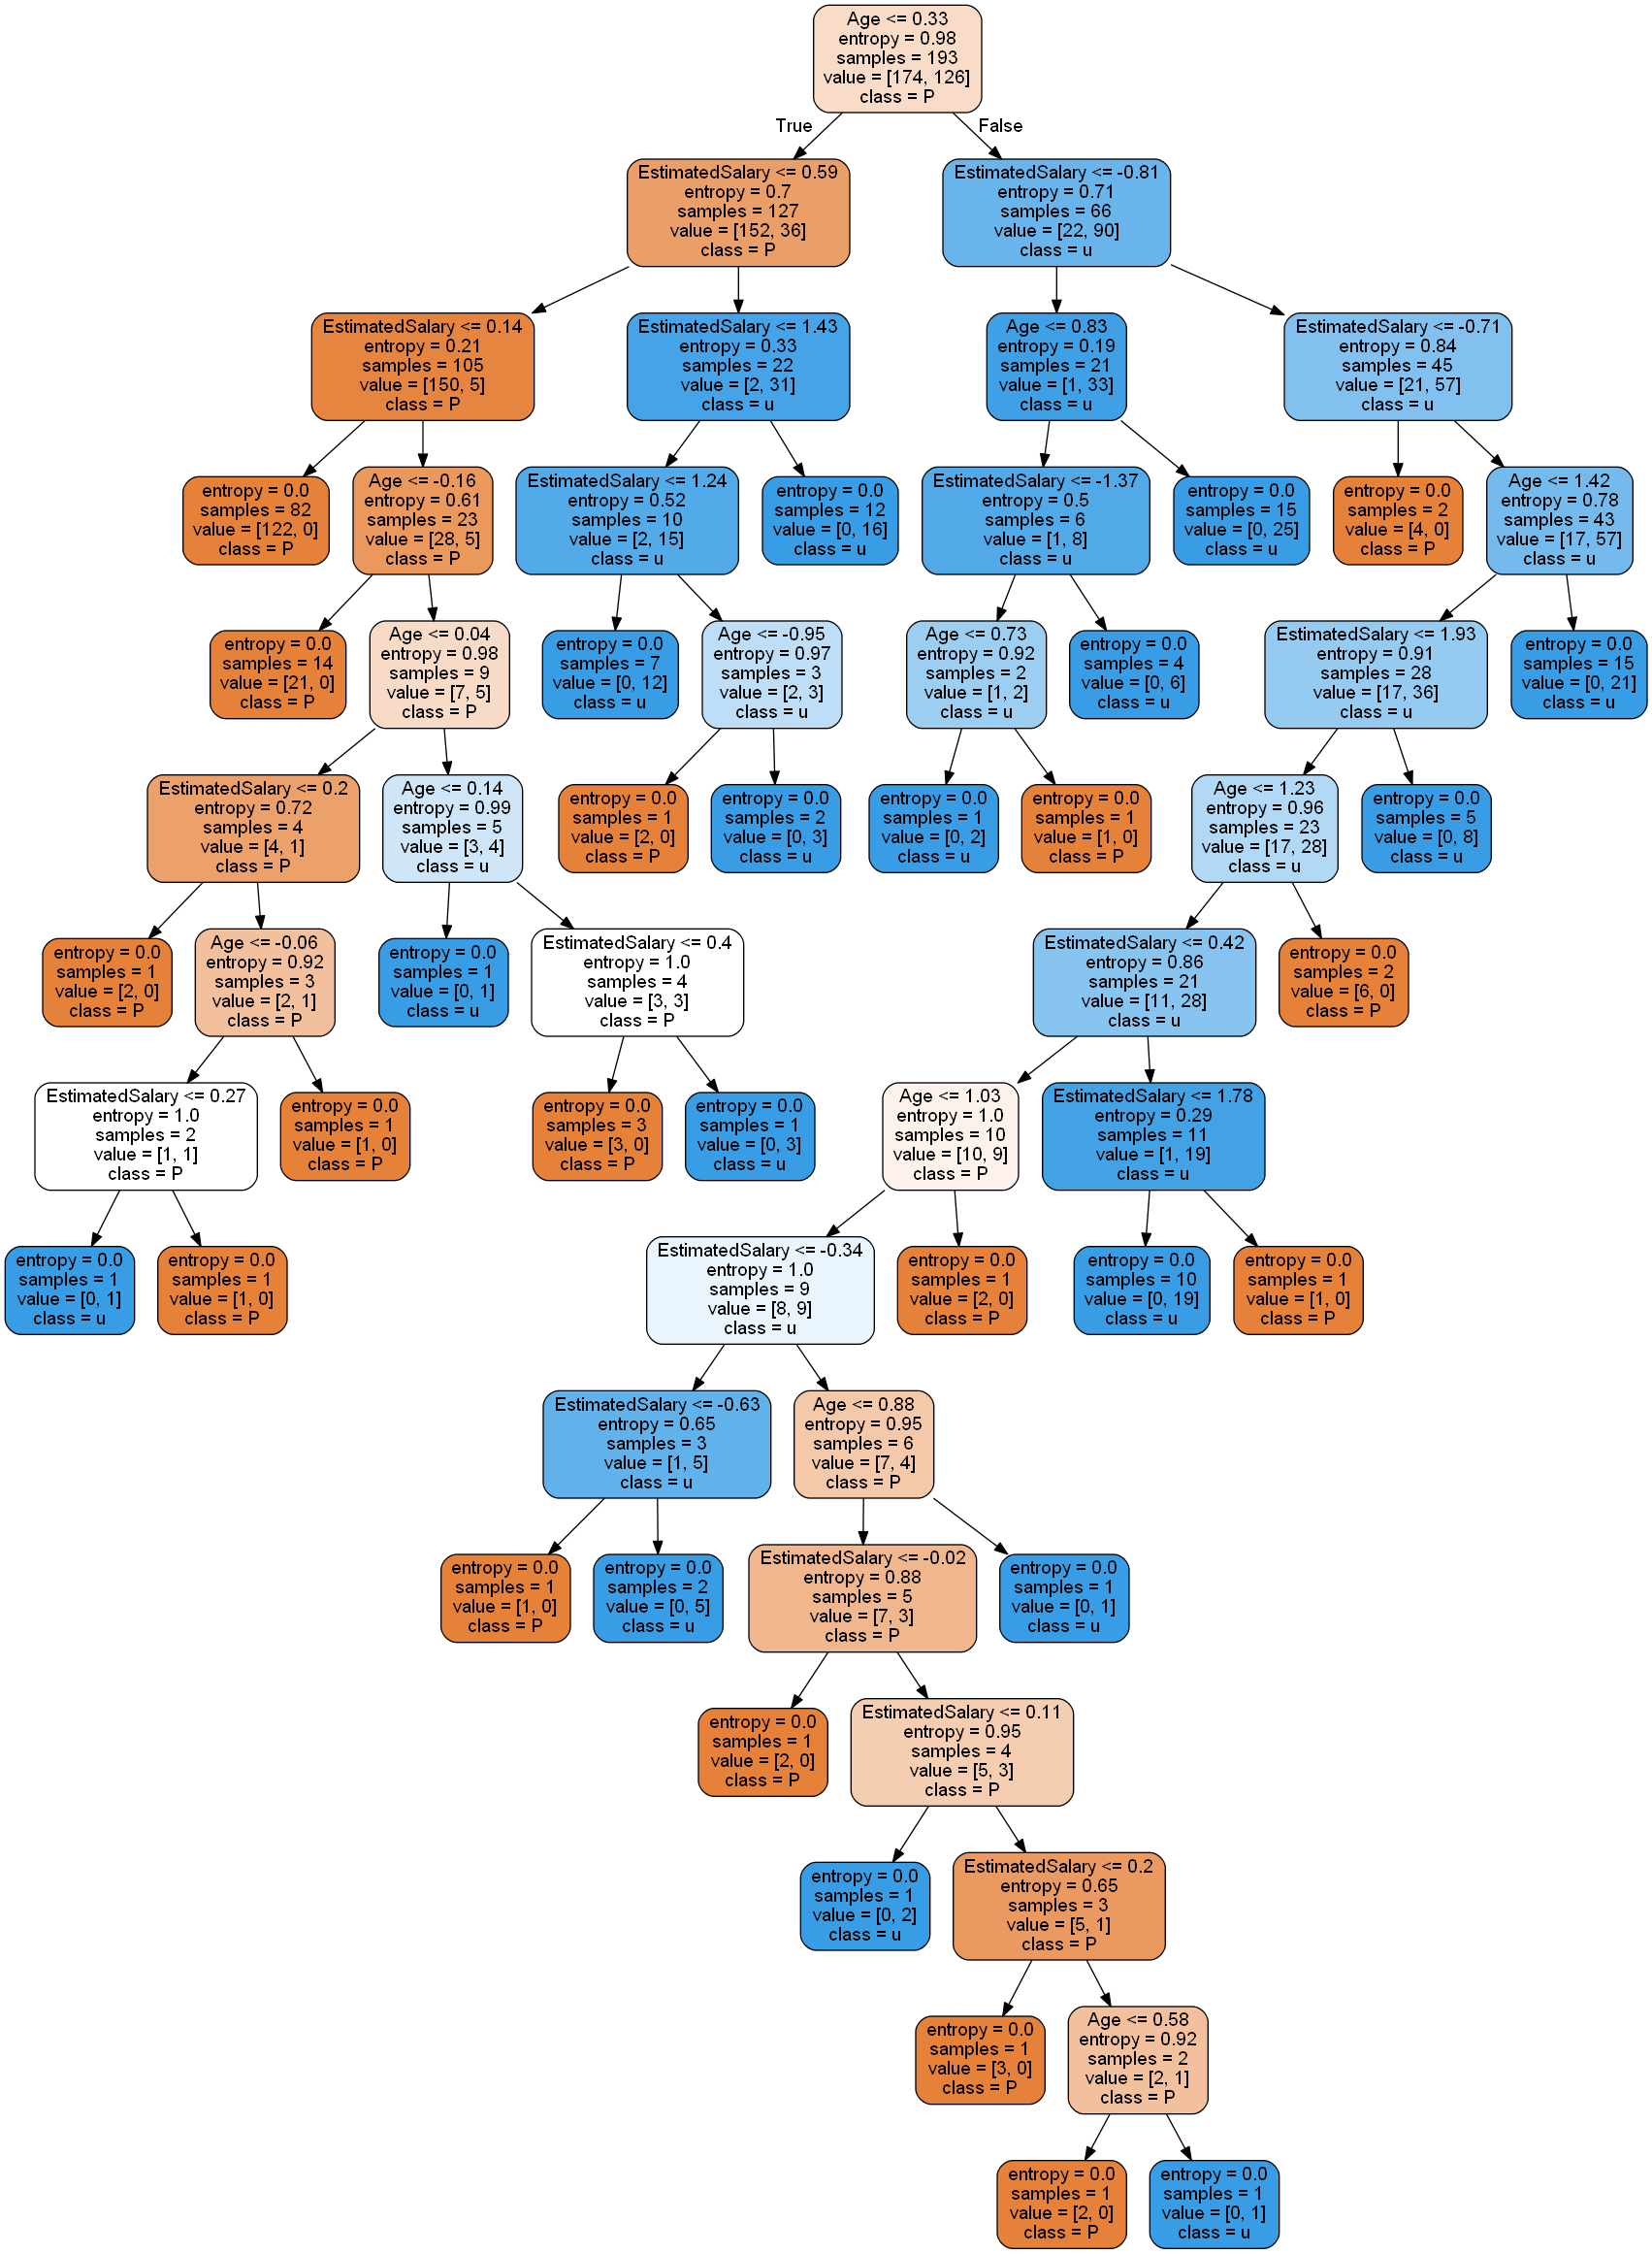 Age <= 0.33
entropy = 0.98
samples = 193
value = [174, 126]
class = P
True
False
EstimatedSalary <= 0.59
entropy = 0.7
samples = 127
value = [152, 36]
class = P
EstimatedSalary <= -0.81
entropy = 0.71
samples = 66
value = [22, 90]
class = u
EstimatedSalary <= 0.14
entropy = 0.21
samples = 105
value = [150, 5]
class = P
EstimatedSalary <= 1.43
entropy = 0.33
samples = 22
value = [2, 31]
class = u
Age <= 0.83
entropy = 0.19
samples = 21
value = [1, 33]
class = u
EstimatedSalary <= -0.71
entropy = 0.84
samples = 45
value = [21, 57]
class = u
entropy = 0.0
samples = 82
value = [122, 0]
class = P
Age <= -0.16
entropy = 0.61
samples = 23
value = [28, 5]
class = P
EstimatedSalary <= 1.24
entropy = 0.52
samples = 10
value = [2, 15]
class = u
entropy = 0.0
samples = 12
value = [0, 16]
class = u
EstimatedSalary <= -1.37
entropy = 0.5
samples = 6
value = [1, 8]
class = u
entropy = 0.0
samples = 15
value = [0, 25]
class = u
entropy = 0.0
samples = 2
value = [4, 0]
class = P
Age <= 1.42
entropy = 0.78
samples = 43
value = [17, 57]
class = u
entropy = 0.0
samples = 14
value = [21, 0]
class = P
Age <= 0.04
entropy = 0.98
samples = 9
value = [7, 5]
class = P
entropy = 0.0
samples = 7
value = [0, 12]
class = u
Age <= -0.95
entropy = 0.97
samples = 3
value = [2, 3]
class = u
Age <= 0.73
entropy = 0.92
samples = 2
value = [1, 2]
class = u
entropy = 0.0
samples = 4
value = [0, 6]
class = u
EstimatedSalary <= 1.93
entropy = 0.91
samples = 28
value = [17, 36]
class = u
entropy = 0.0
samples = 15
value = [0, 21]
class = u
EstimatedSalary <= 0.2
entropy = 0.72
samples = 4
value = [4, 1]
class = P
Age <= 0.14
entropy = 0.99
samples = 5
value = [3, 4]
class = u
entropy = 0.0
samples = 1
value = [2, 0]
class = P
entropy = 0.0
samples = 2
value = [0, 3]
class = u
entropy = 0.0
samples = 1
value = [0, 2]
class = u
entropy = 0.0
samples = 1
value = [1, 0]
class = P
Age <= 1.23
entropy = 0.96
samples = 23
value = [17, 28]
class = u
entropy = 0.0
samples = 5
value = [0, 8]
class = u
entropy = 0.0
samples = 1
value = [2, 0]
class = P
Age <= -0.06
entropy = 0.92
samples = 3
value = [2, 1]
class = P
entropy = 0.0
samples = 1
value = [0, 1]
class = u
EstimatedSalary <= 0.4
entropy = 1.0
samples = 4
value = [3, 3]
class = P
EstimatedSalary <= 0.42
entropy = 0.86
samples = 21
value = [11, 28]
class = u
entropy = 0.0
samples = 2
value = [6, 0]
class = P
EstimatedSalary <= 0.27
entropy = 1.0
samples = 2
value = [1, 1]
class = P
entropy = 0.0
samples = 1
value = [1, 0]
class = P
entropy = 0.0
samples = 3
value = [3, 0]
class = P
entropy = 0.0
samples = 1
value = [0, 3]
class = u
Age <= 1.03
entropy = 1.0
samples = 10
value = [10, 9]
class = P
EstimatedSalary <= 1.78
entropy = 0.29
samples = 11
value = [1, 19]
class = u
entropy = 0.0
samples = 1
value = [0, 1]
class = u
entropy = 0.0
samples = 1
value = [1, 0]
class = P
EstimatedSalary <= -0.34
entropy = 1.0
samples = 9
value = [8, 9]
class = u
entropy = 0.0
samples = 1
value = [2, 0]
class = P
entropy = 0.0
samples = 10
value = [0, 19]
class = u
entropy = 0.0
samples = 1
value = [1, 0]
class = P
EstimatedSalary <= -0.63
entropy = 0.65
samples = 3
value = [1, 5]
class = u
Age <= 0.88
entropy = 0.95
samples = 6
value = [7, 4]
class = P
entropy = 0.0
samples = 1
value = [1, 0]
class = P
entropy = 0.0
samples = 2
value = [0, 5]
class = u
EstimatedSalary <= -0.02
entropy = 0.88
samples = 5
value = [7, 3]
class = P
entropy = 0.0
samples = 1
value = [0, 1]
class = u
entropy = 0.0
samples = 1
value = [2, 0]
class = P
EstimatedSalary <= 0.11
entropy = 0.95
samples = 4
value = [5, 3]
class = P
entropy = 0.0
samples = 1
value = [0, 2]
class = u
EstimatedSalary <= 0.2
entropy = 0.65
samples = 3
value = [5, 1]
class = P
entropy = 0.0
samples = 1
value = [3, 0]
class = P
Age <= 0.58
entropy = 0.92
samples = 2
value = [2, 1]
class = P
entropy = 0.0
samples = 1
value = [2, 0]
class = P
entropy = 0.0
samples = 1
value = [0, 1]
class = u